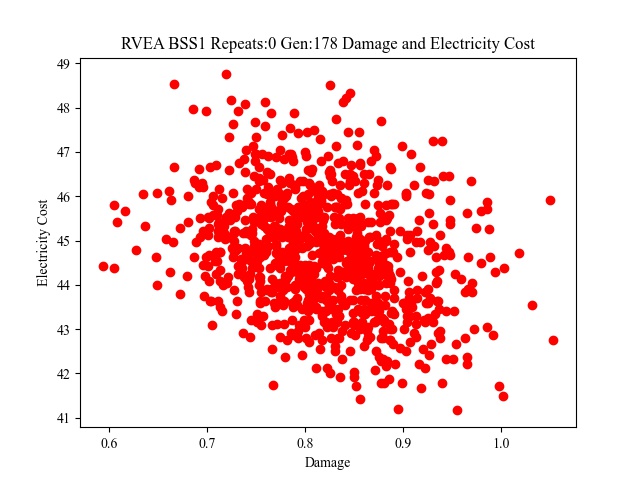 RVEA BSS1 Repeats:0 Gen:178 Damage and Electricity Cost
49
48
47
46
45
44
43
42
41
Electricity Cost
0.6 0.7 0.8 0.9 1.0
Damage